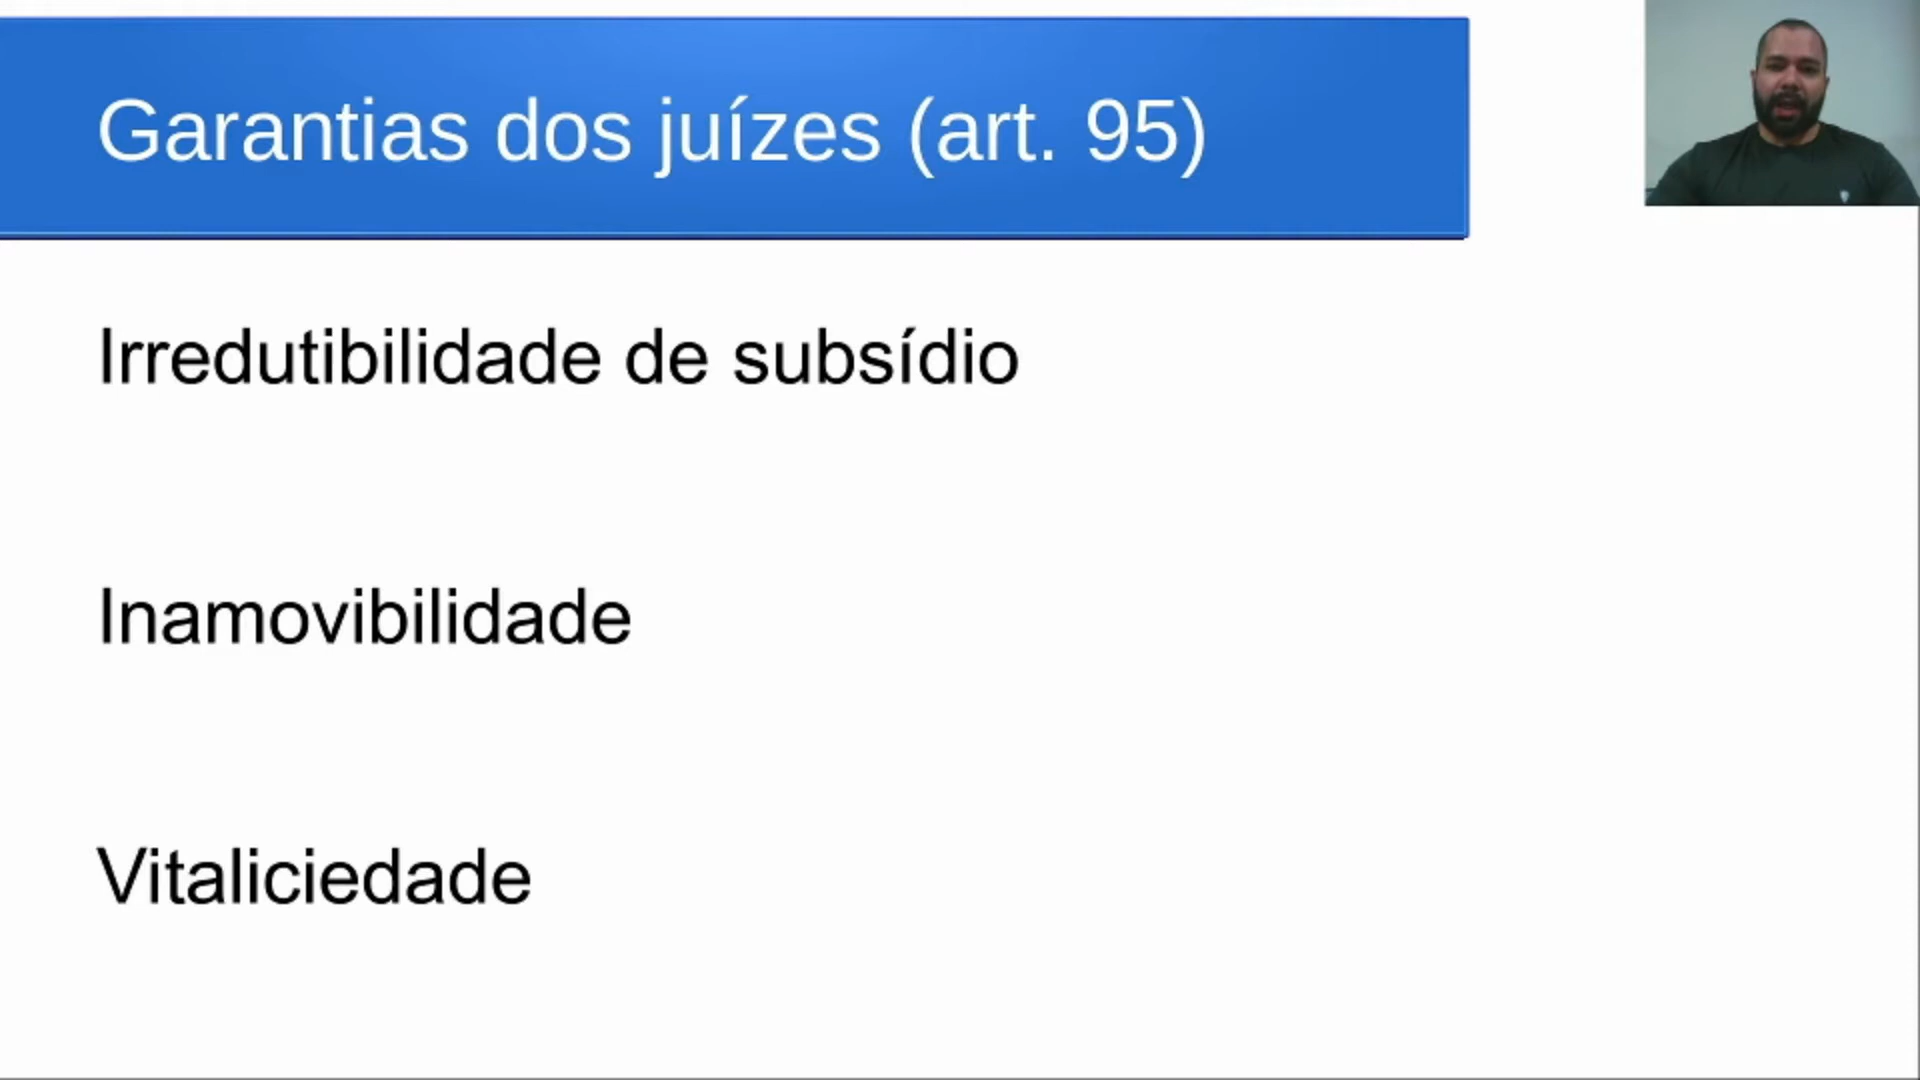 Garantias dos juízes (art. 95)
Irredutibilidade de subsídio
Inamovibilidade
Vitaliciedade